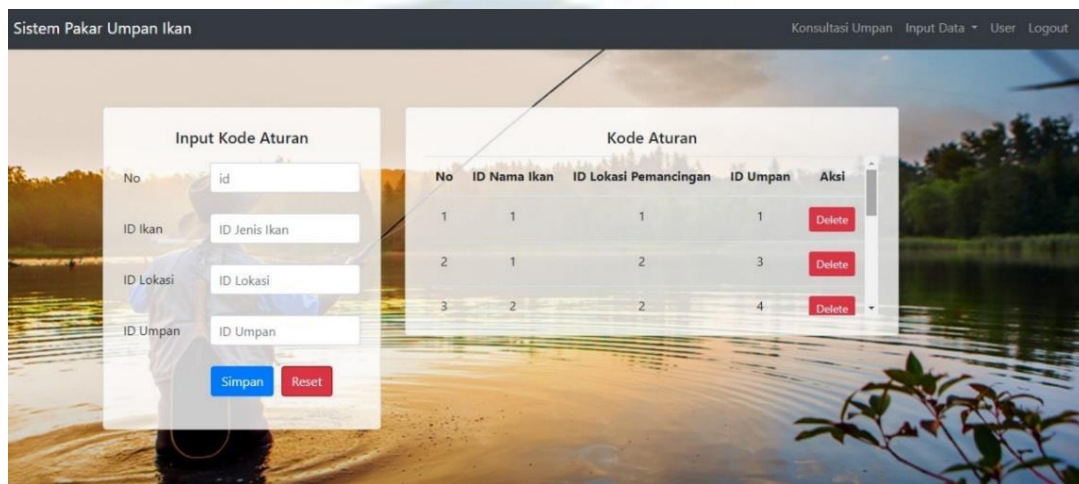 Sistem Pakar Umpan Ikan
Konsultasi Umpan Input Data User Logout
Input Kode Aturan
No id
ID Ikan ID Jenis Ikan
ID Lokasi ID Lokasi
ID Umpan ID Umpan
Simpan Reset
Kode Aturan
No ID Nama Ikan ID Lokasi Pemancingan ID Umpan Aksi
1 1 1 1 Delete
2 1 2 3 Delete
3 2 2 4 Delete